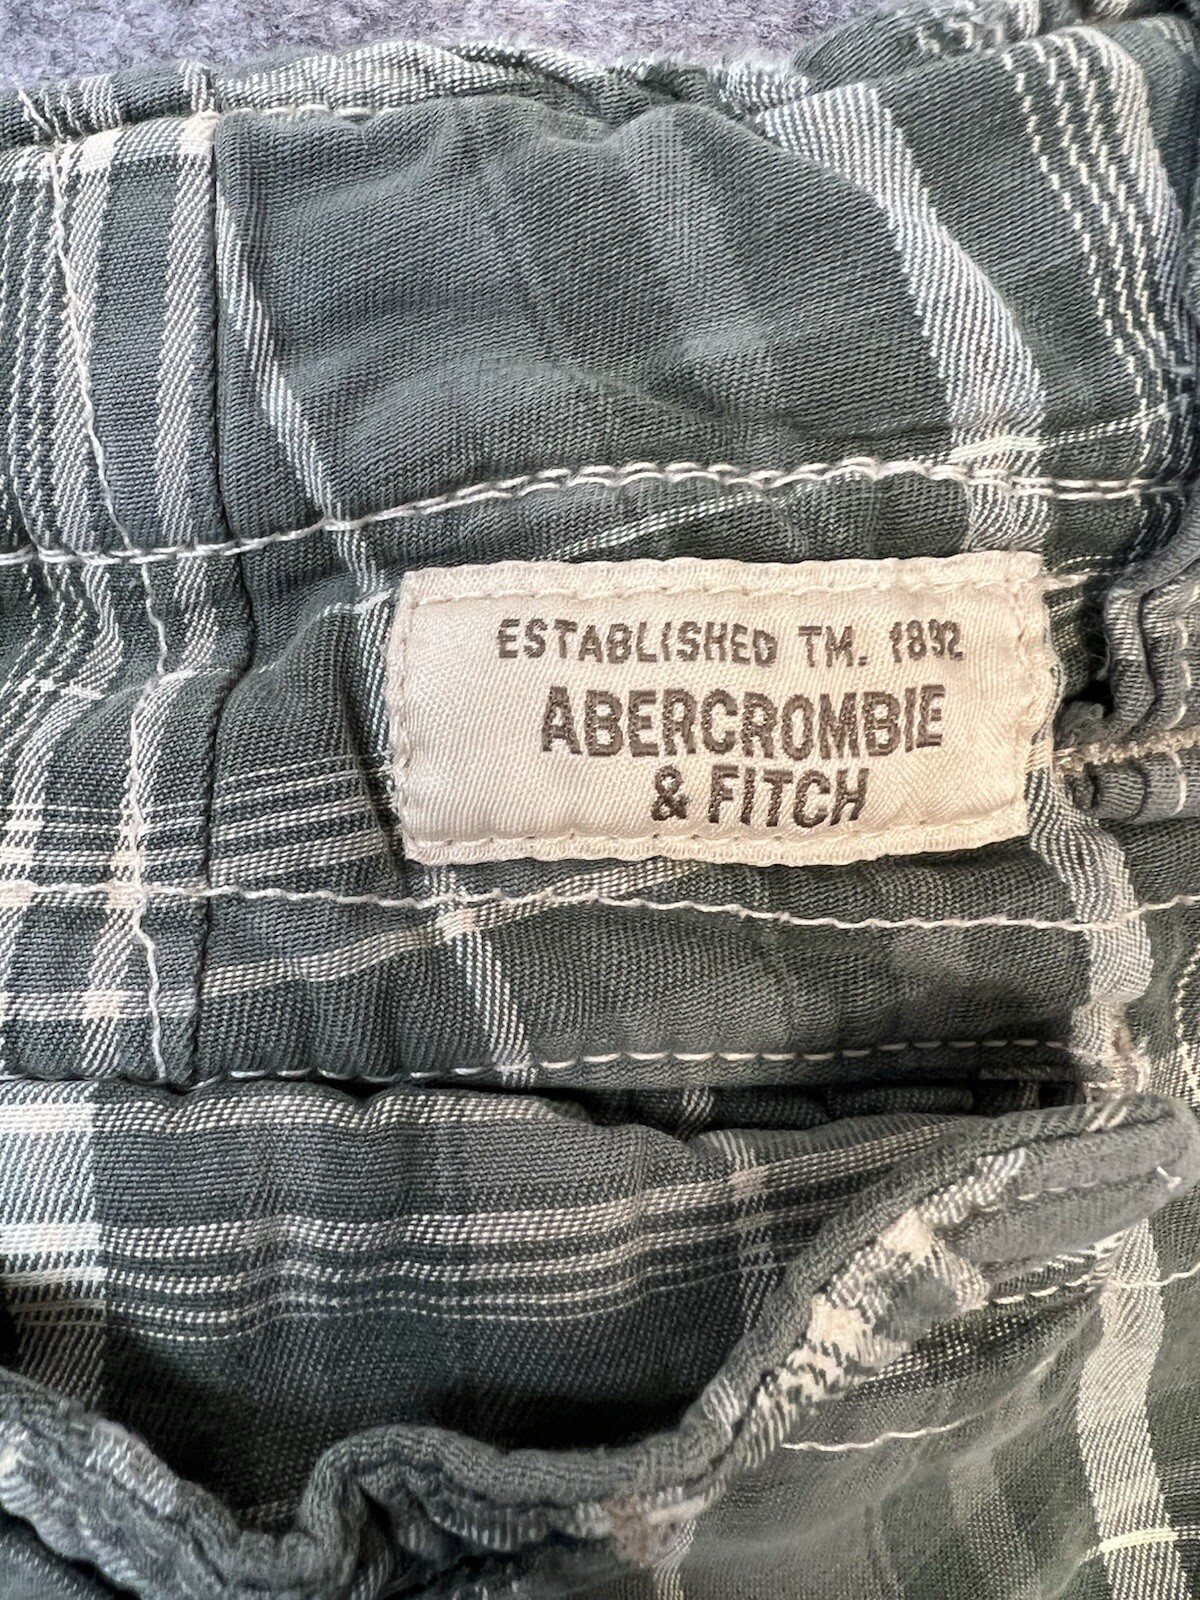 ESTABLISHED TM. 1892
ABERCROMBIE
& FITCH